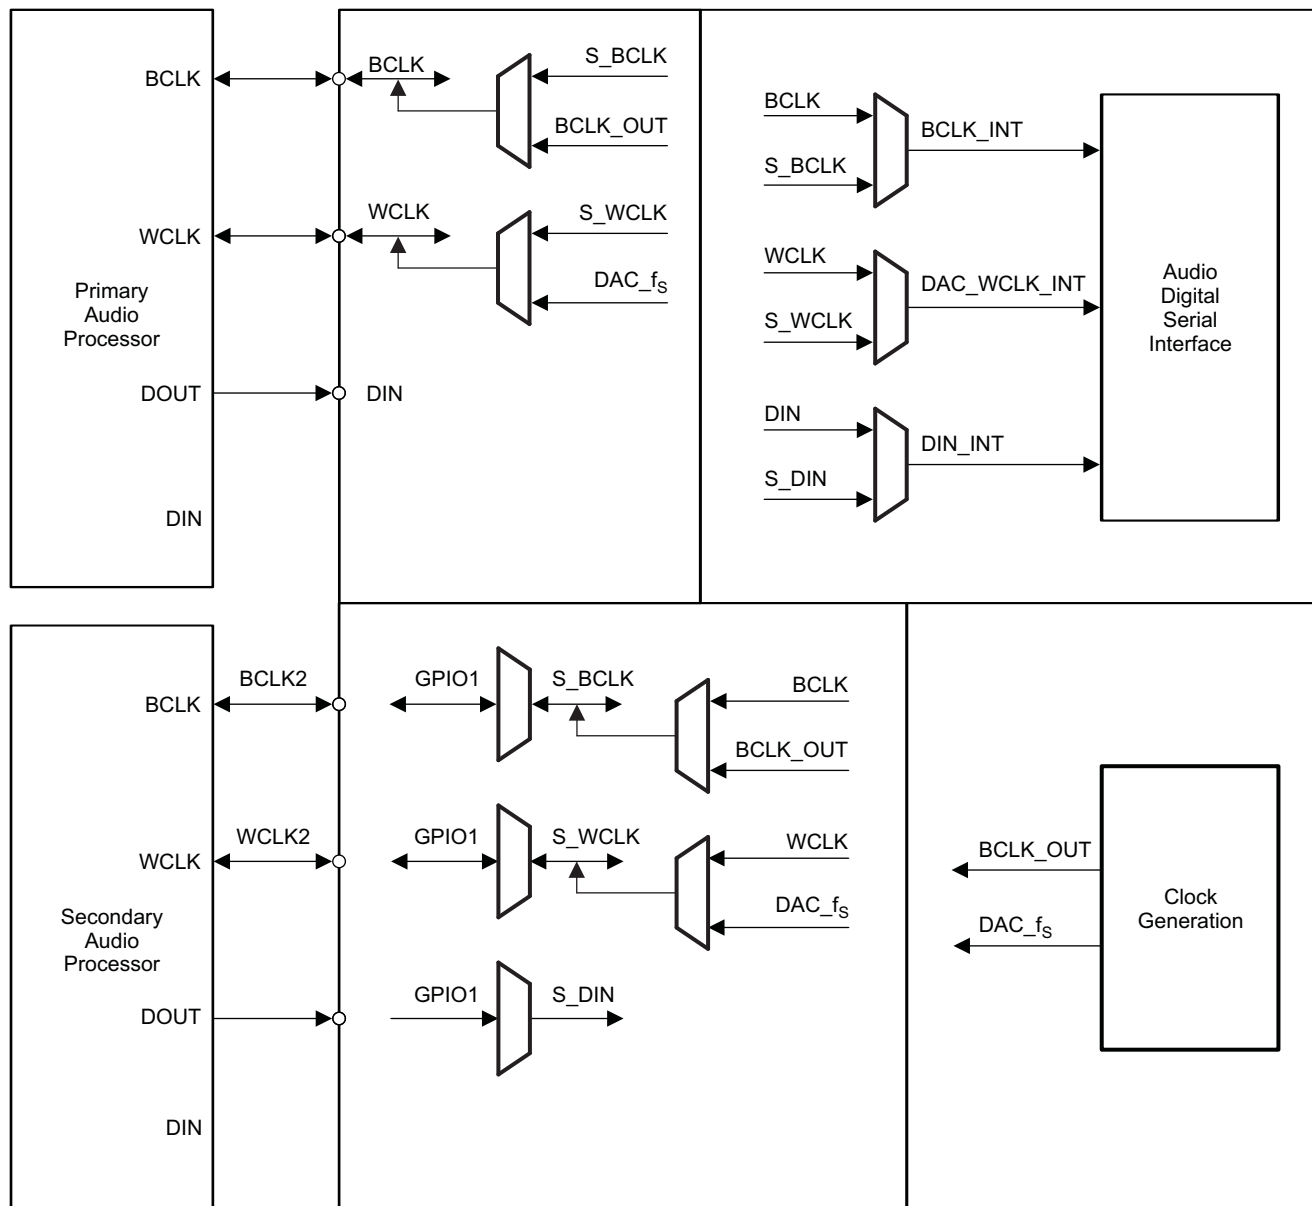 BCLK
WCLK
Primary
Audio
Processor
DOUT
DIN
BCLK
S_BCLK
BCLK_OUT
WCLK
S_WCLK
DAC_fS
DIN
BCLK
S_BCLK
BCLK_INT
WCLK
S_WCLK
DAC_WCLK_INT
DIN
S_DIN
DIN_INT
Audio
Digital
Serial
Interface
BCLK
WCLK
Secondary
Audio
Processor
DOUT
DIN
BCLK2
WCLK2
GPIO1
S_BCLK
BCLK
BCLK_OUT
GPIO1
S_WCLK
WCLK
DAC_fS
GPIO1
S_DIN
BCLK_OUT
DAC_fS
Clock
Generation